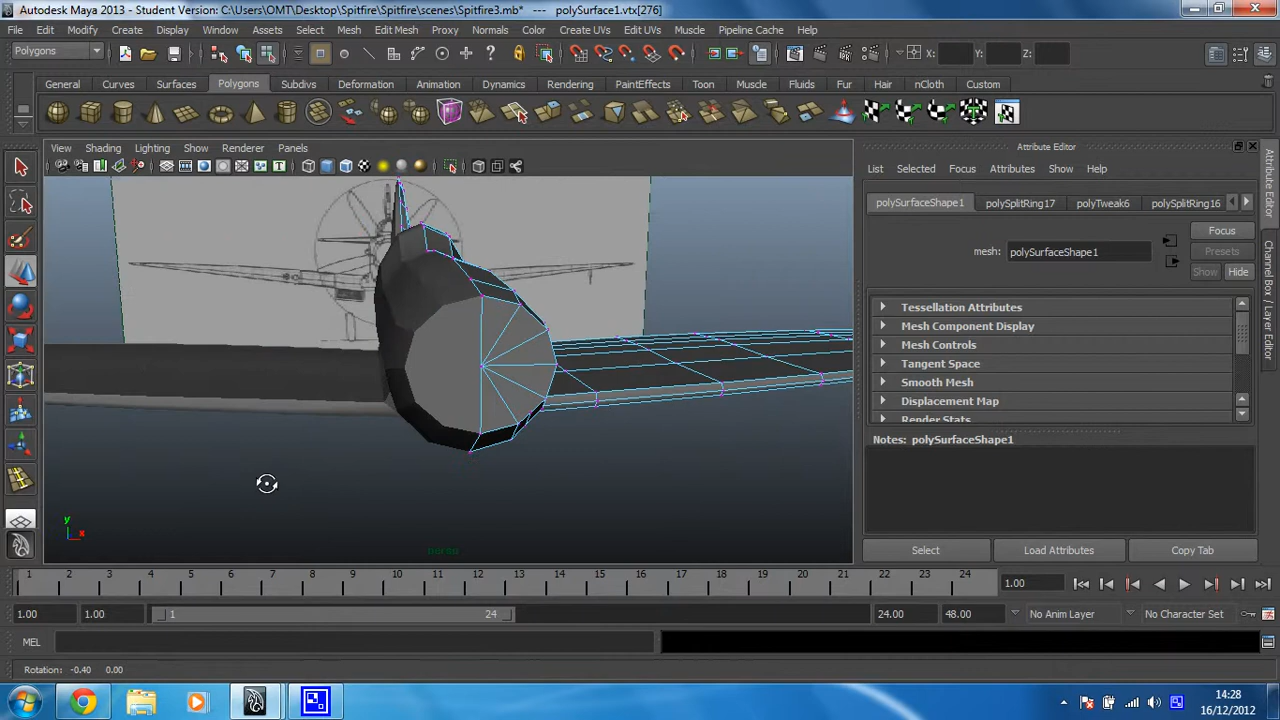 Autodesk Maya 2013 - Student Version: C:\Users\OMT\Desktop\Spitfire\Spitfire\scenes\Spitfire3.mb* --- polySurface1.vtx[276]
File Edit Modify Create Display Window Assets Select Mesh Edit Mesh Proxy Normals Color Create UVs Edit UVs Muscle Pipeline Cache Help
Polygons X: Y: Z:
General Curves Surfaces Polygons Subdivs Deformation Animation Dynamics Rendering PaintEffects Toon Muscle Fluids Fur Hair nCloth Custom
View Shading Lighting Show Renderer Panels
Attribute Editor
List Selected Focus Attributes Show Help
polySurfaceShape1 polySplitRing17 polyTweak6 polySplitRing16
Focus
mesh: polySurfaceShape1
Presets
Show Hide
Tessellation Attributes
Mesh Component Display
Mesh Controls
Tangent Space
Smooth Mesh
Displacement Map
Render Stats
Notes: polySurfaceShape1
Select Load Attributes Copy Tab
Attribute Editor
Channel Box / Layer Editor
y
x
persp
1 2 3 4 5 6 7 8 9 10 11 12 13 14 15 16 17 18 19 20 21 22 23 24 1.00
1.00 1.00 1 24 24.00 48.00 No Anim Layer No Character Set
MEL
Rotation: -0.40 0.00
14:28
16/12/2012